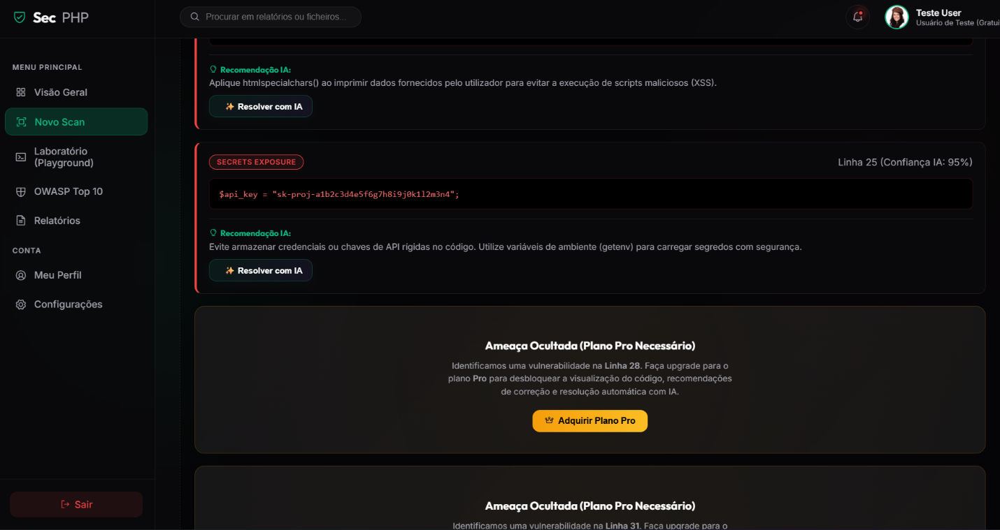 Sec PHP
Procurar em relatórios ou ficheiros...
Teste User
Usuário de Teste (Gratui
MENU PRINCIPAL
Visão Geral
Novo Scan
Laboratório
(Playground)
OWASP Top 10
Relatórios
CONTA
Meu Perfil
Configurações
Sair
Recomendação IA:
Aplique htmlspecialchars() ao imprimir dados fornecidos pelo utilizador para evitar a execução de scripts maliciosos (XSS).
✨ Resolver com IA
SECRETS EXPOSURE
Linha 25 (Confiança IA: 95%)
$api_key = "sk-proj-a1b2c3d4e5f6g7h8i9j0k1l2m3n4";
Recomendação IA:
Evite armazenar credenciais ou chaves de API rígidas no código. Utilize variáveis de ambiente (getenv) para carregar segredos com segurança.
✨ Resolver com IA
Ameaça Ocultada (Plano Pro Necessário)
Identificamos uma vulnerabilidade na Linha 28. Faça upgrade para o
plano Pro para desbloquear a visualização do código, recomendações
de correção e resolução automática com IA.
Adquirir Plano Pro
Ameaça Ocultada (Plano Pro Necessário)
Identificamos uma vulnerabilidade na Linha 31. Faça upgrade para o